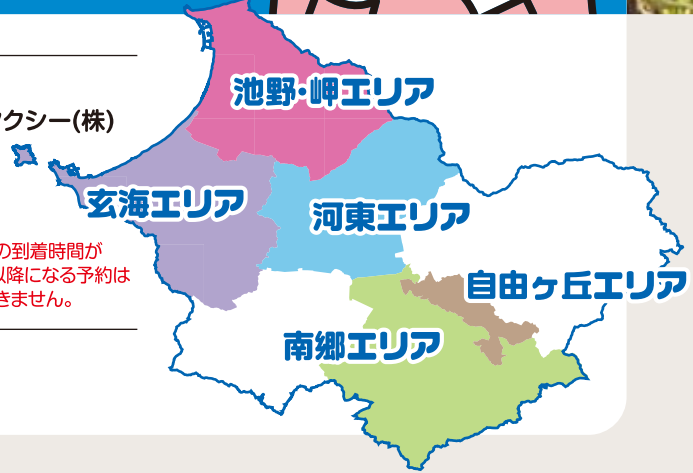 池野・岬エリア
クシー(株)
玄海エリア
河東エリア
の到着時間が
以降になる予約は
きません。
自由ヶ丘エリア
南郷エリア